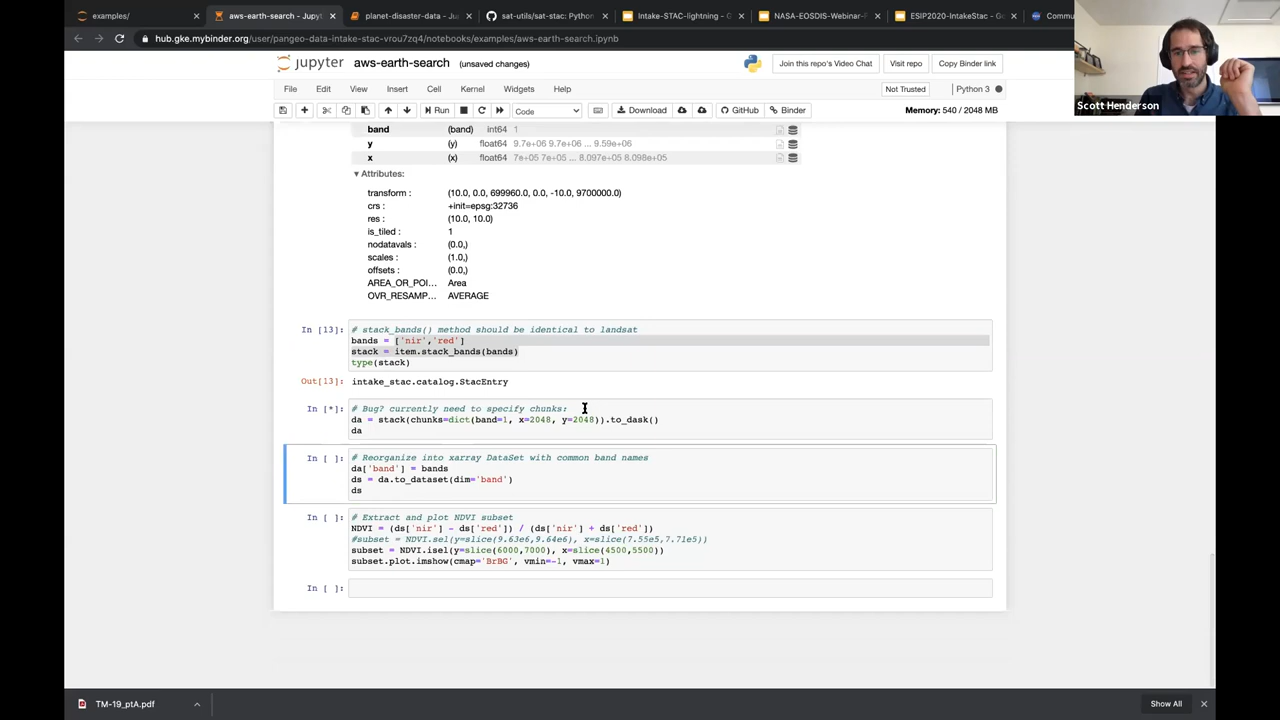 examples/
aws-earth-search - Jupyt
planet-disaster-data - Jup
sat-utils/sat-stac: Python
Intake-STAC-lightning - G
NASA-EOSDIS-Webinar-P
ESIP2020-IntakeStac - Go
Commu
hub.gke.mybinder.org/user/pangeo-data-intake-stac-vrou7zq4/notebooks/examples/aws-earth-search.ipynb
Scott Henderson
jupyter aws-earth-search (unsaved changes)
Join this repo's Video Chat
Visit repo
Copy Binder link
File Edit View Insert Cell Kernel Widgets Help
Not Trusted
Python 3
Run
Code
Download
GitHub
Binder
Memory: 540 / 2048 MB
band (band) int64 1
y (y) float64 9.7e+06 9.7e+06 ... 9.59e+06
x (x) float64 7e+05 7e+05 ... 8.097e+05 8.098e+05
▼ Attributes:
transform : (10.0, 0.0, 699960.0, 0.0, -10.0, 9700000.0)
crs : +init=epsg:32736
res : (10.0, 10.0)
is_tiled : 1
nodatavals : (0.0,)
scales : (1.0,)
offsets : (0.0,)
AREA_OR_POI... Area
OVR_RESAMP... AVERAGE
In [13]: # stack_bands() method should be identical to landsat
bands = ['nir','red']
stack = item.stack_bands(bands)
type(stack)
Out[13]: intake_stac.catalog.StacEntry
In [*]: # Bug? currently need to specify chunks:
da = stack(chunks=dict(band=1, x=2048, y=2048)).to_dask()
da
In [ ]: # Reorganize into xarray DataSet with common band names
da['band'] = bands
ds = da.to_dataset(dim='band')
ds
In [ ]: # Extract and plot NDVI subset
NDVI = (ds['nir'] - ds['red']) / (ds['nir'] + ds['red'])
#subset = NDVI.sel(y=slice(9.63e6,9.64e6), x=slice(7.55e5,7.71e5))
subset = NDVI.isel(y=slice(6000,7000), x=slice(4500,5500))
subset.plot.imshow(cmap='BrBG', vmin=-1, vmax=1)
In [ ]:
TM-19_ptA.pdf
Show All